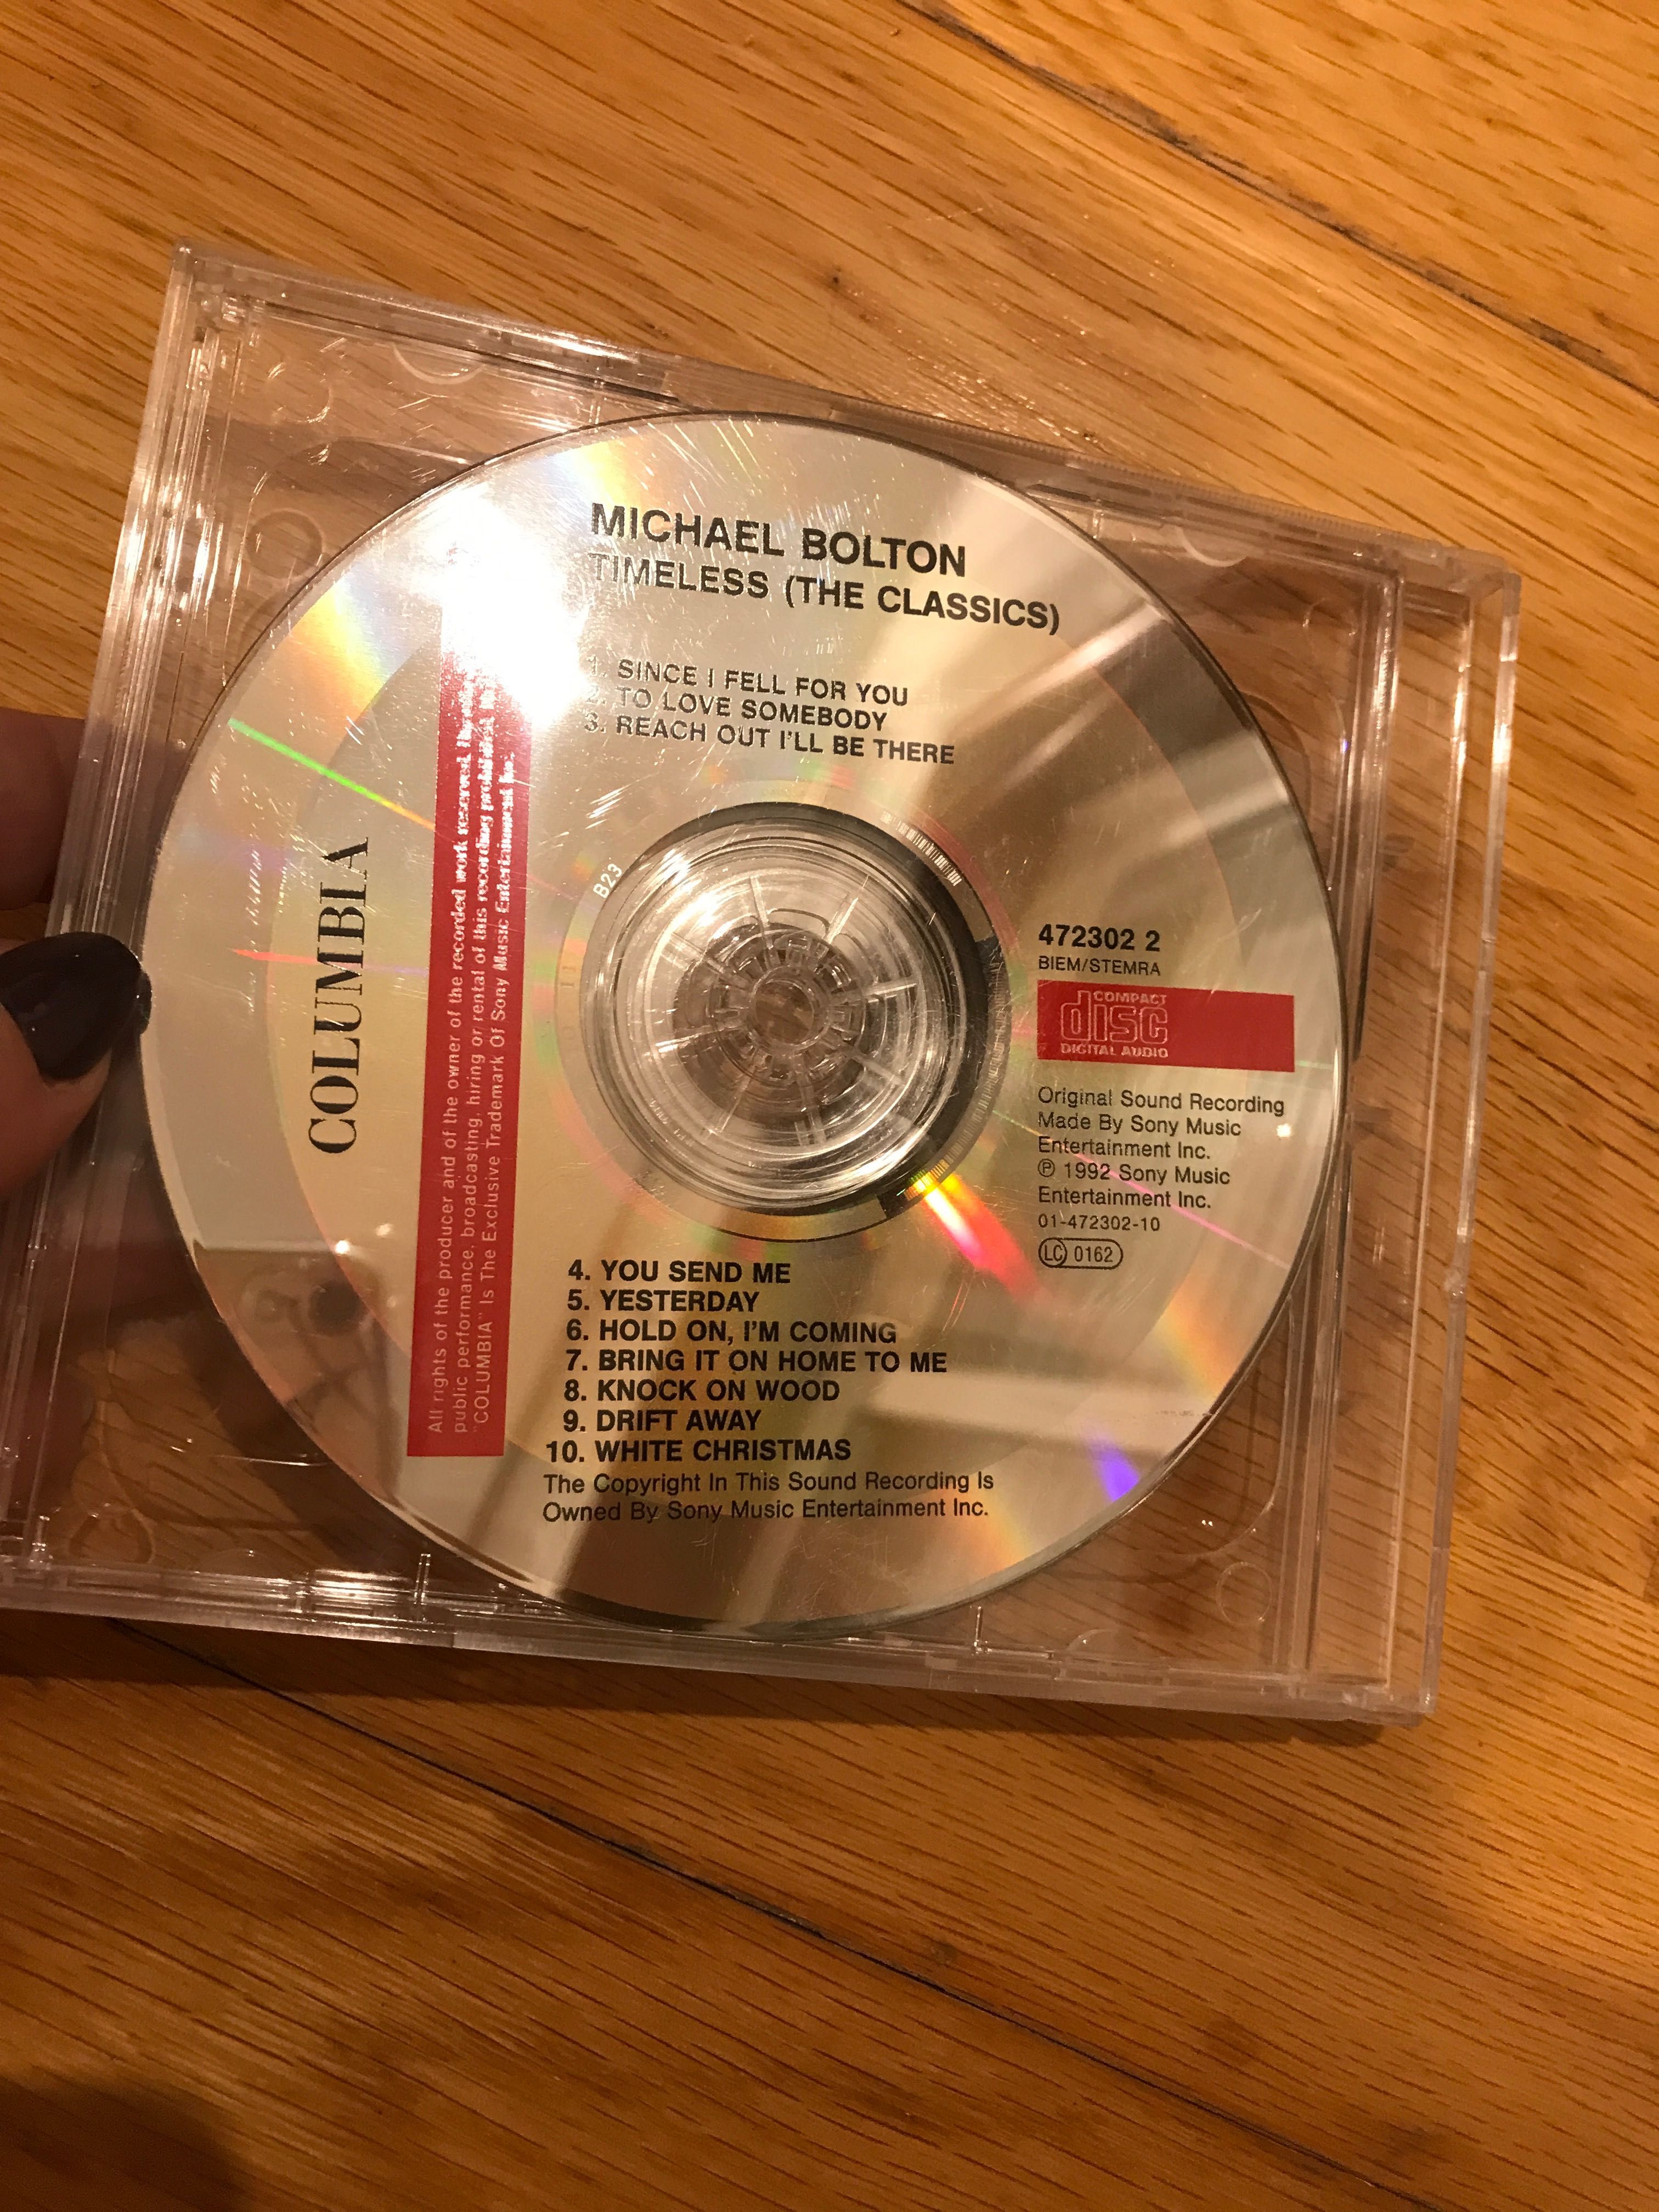 MICHAEL BOLTON
TIMELESS (THE CLASSICS)
1. SINCE I FELL FOR YOU
2. TO LOVE SOMEBODY
3. REACH OUT I'LL BE THERE
COLUMBIA
All rights of the producer and of the owner of the recorded work reserved.
public performance, broadcasting, hiring or rental of this recording prohibited.
"COLUMBIA" Is The Exclusive Trademark Of Sony Music Entertainment Inc.
B23
472302 2
BIEM/STEMRA
COMPACT
disc
DIGITAL AUDIO
Original Sound Recording
Made By Sony Music
Entertainment Inc.
℗ 1992 Sony Music
Entertainment Inc.
01-472302-10
LC 0162
4. YOU SEND ME
5. YESTERDAY
6. HOLD ON, I'M COMING
7. BRING IT ON HOME TO ME
8. KNOCK ON WOOD
9. DRIFT AWAY
10. WHITE CHRISTMAS
The Copyright In This Sound Recording Is
Owned By Sony Music Entertainment Inc.